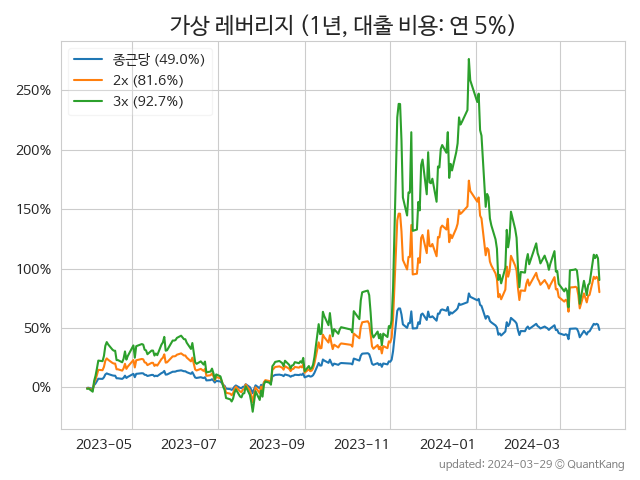 가상 레버리지 (1년, 대출 비용: 연 5%)
종근당 (49.0%)
2x (81.6%)
3x (92.7%)
250%
200%
150%
100%
50%
0%
2023−05 2023−07 2023−09 2023−11 2024−01 2024−03
updated: 2024-03-29 © QuantKang